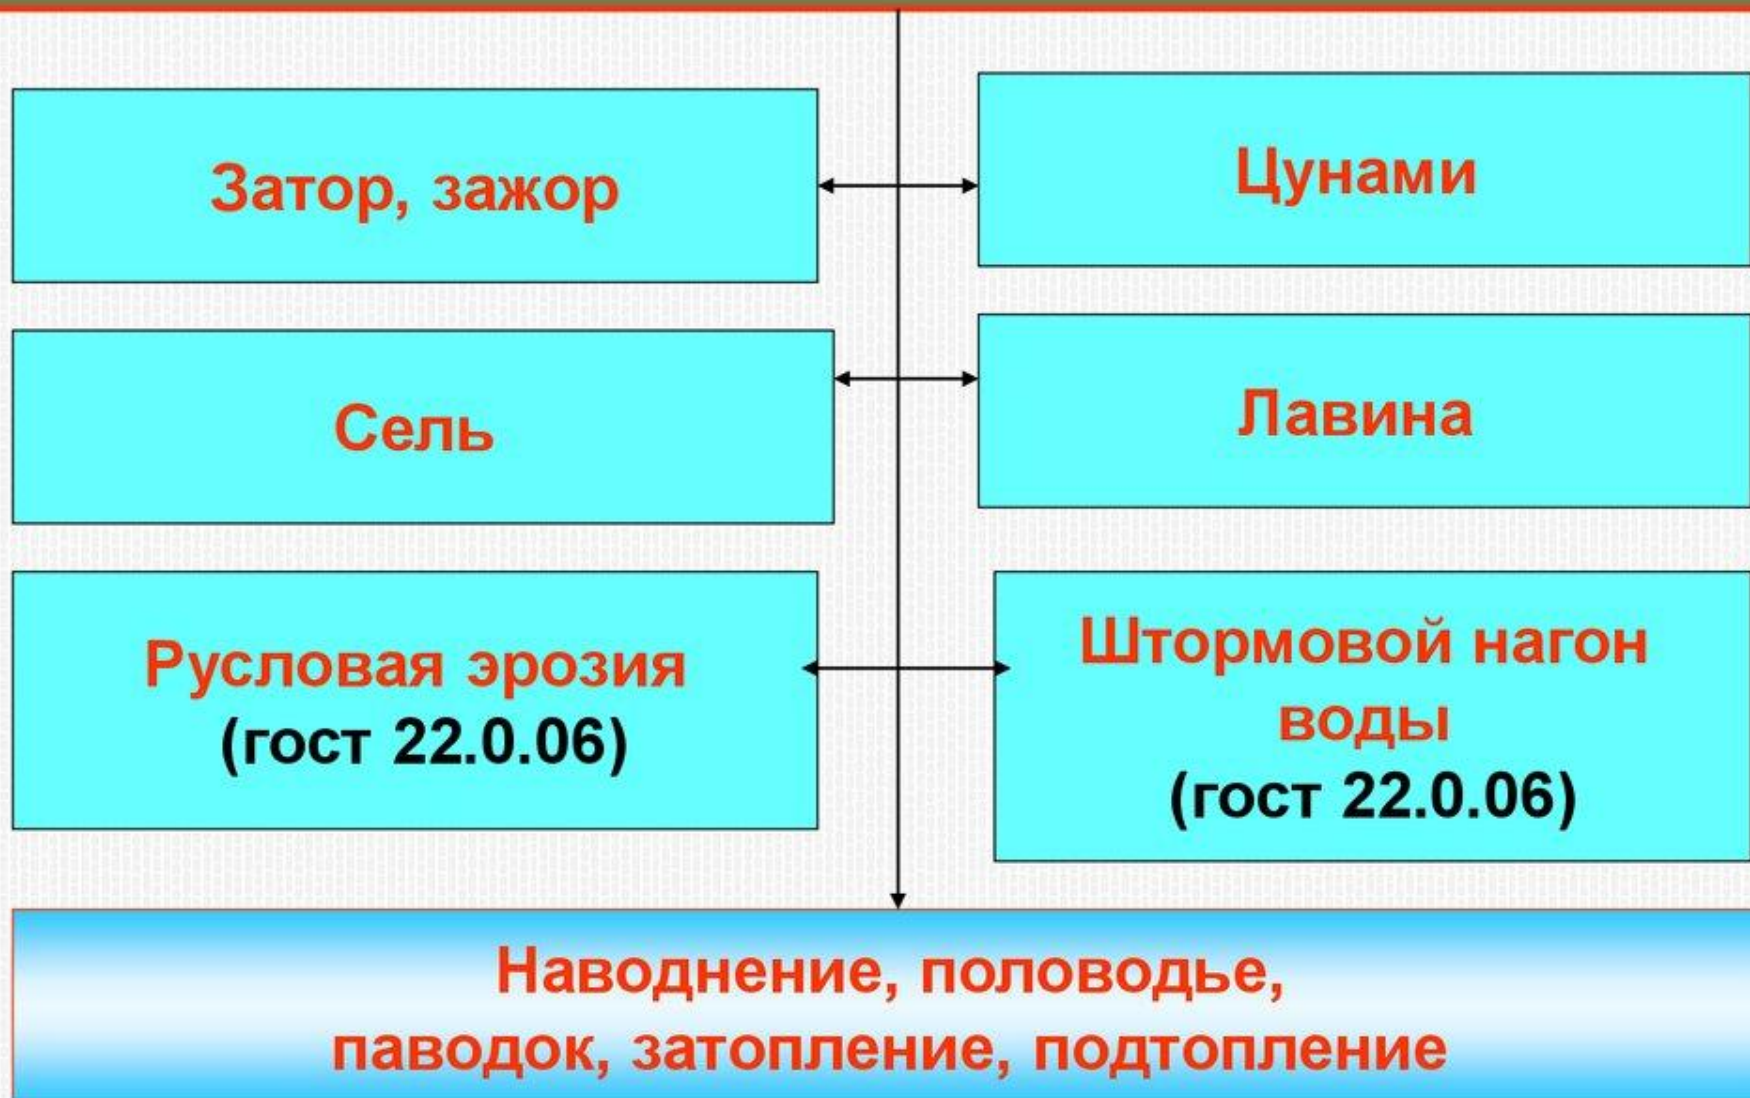 Затор, зажор
Цунами
Сель
Лавина
Русловая эрозия
(гост 22.0.06)
Штормовой нагон
воды
(гост 22.0.06)
Наводнение, половодье,
паводок, затопление, подтопление